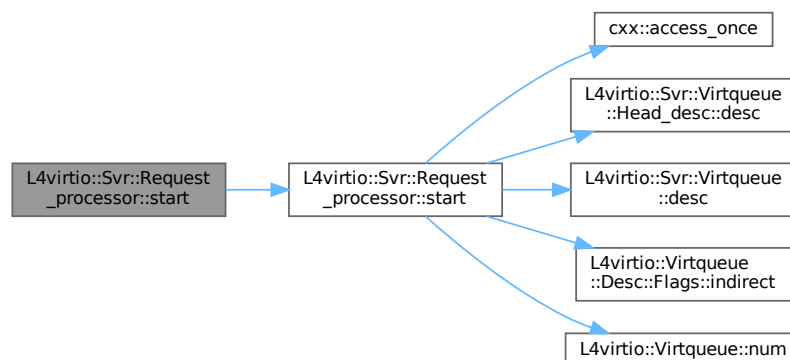 cxx::access_once
L4virtio::Svr::Virtqueue
::Head_desc::desc
L4virtio::Svr::Request
_processor::start
L4virtio::Svr::Request
_processor::start
L4virtio::Svr::Virtqueue
::desc
L4virtio::Virtqueue
::Desc::Flags::indirect
L4virtio::Virtqueue::num